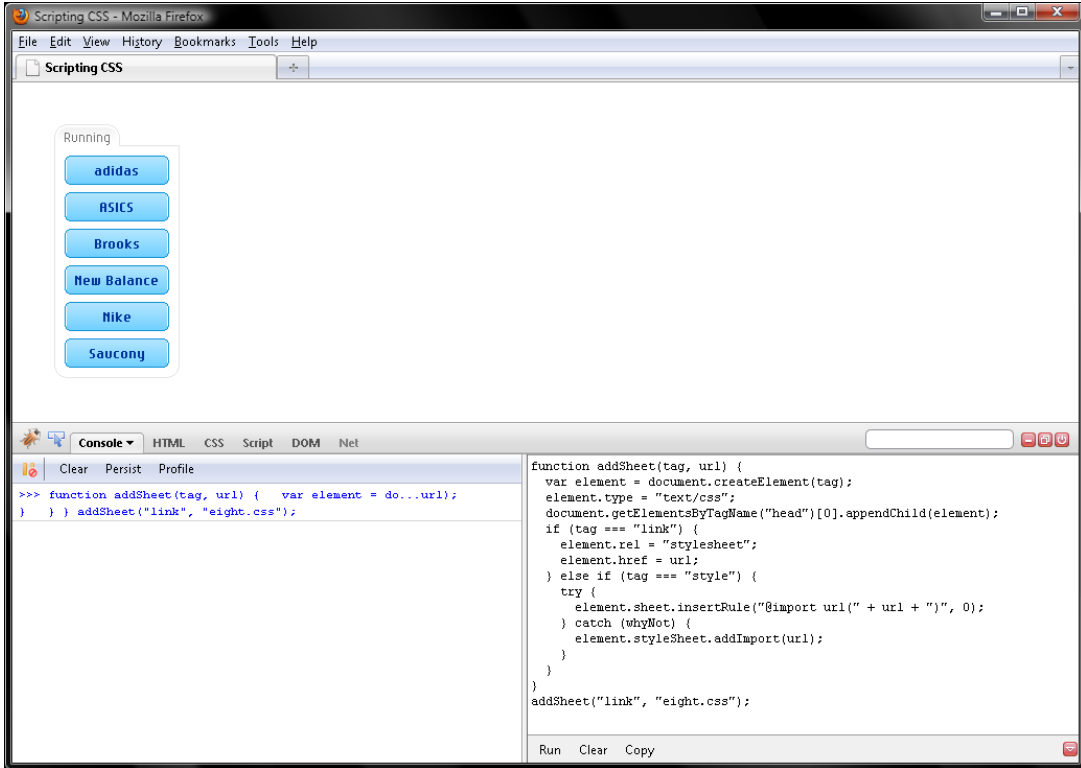 Scripting CSS - Mozilla Firefox
File Edit View History Bookmarks Tools Help
Scripting CSS
Running
adidas
ASICS
Brooks
New Balance
Nike
Saucony
Console HTML CSS Script DOM Net
Clear Persist Profile
>>> function addSheet(tag, url) {   var element = do...url);
}   } } addSheet("link", "eight.css");
function addSheet(tag, url) {
  var element = document.createElement(tag);
  element.type = "text/css";
  document.getElementsByTagName("head")[0].appendChild(element);
  if (tag === "link") {
    element.rel = "stylesheet";
    element.href = url;
  } else if (tag === "style") {
    try {
      element.sheet.insertRule("@import url(" + url + ")", 0);
    } catch (whyNot) {
      element.styleSheet.addImport(url);
    }
  }
}
addSheet("link", "eight.css");
Run Clear Copy